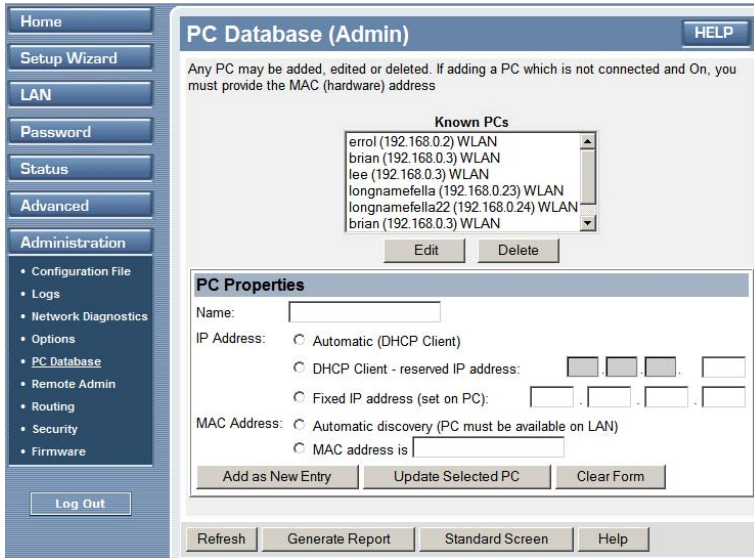 Home
Setup Wizard
LAN
Password
Status
Advanced
Administration
• Configuration File
• Logs
• Network Diagnostics
• Options
• PC Database
• Remote Admin
• Routing
• Security
• Firmware
Log Out
PC Database (Admin)
HELP
Any PC may be added, edited or deleted. If adding a PC which is not connected and On, you
must provide the MAC (hardware) address
Known PCs
errol (192.168.0.2) WLAN
brian (192.168.0.3) WLAN
lee (192.168.0.3) WLAN
longnamefella (192.168.0.23) WLAN
longnamefella22 (192.168.0.24) WLAN
brian (192.168.0.3) WLAN
Edit Delete
PC Properties
Name:
IP Address: Automatic (DHCP Client)
DHCP Client - reserved IP address: . . .
Fixed IP address (set on PC): . . .
MAC Address: Automatic discovery (PC must be available on LAN)
MAC address is
Add as New Entry Update Selected PC Clear Form
Refresh Generate Report Standard Screen Help